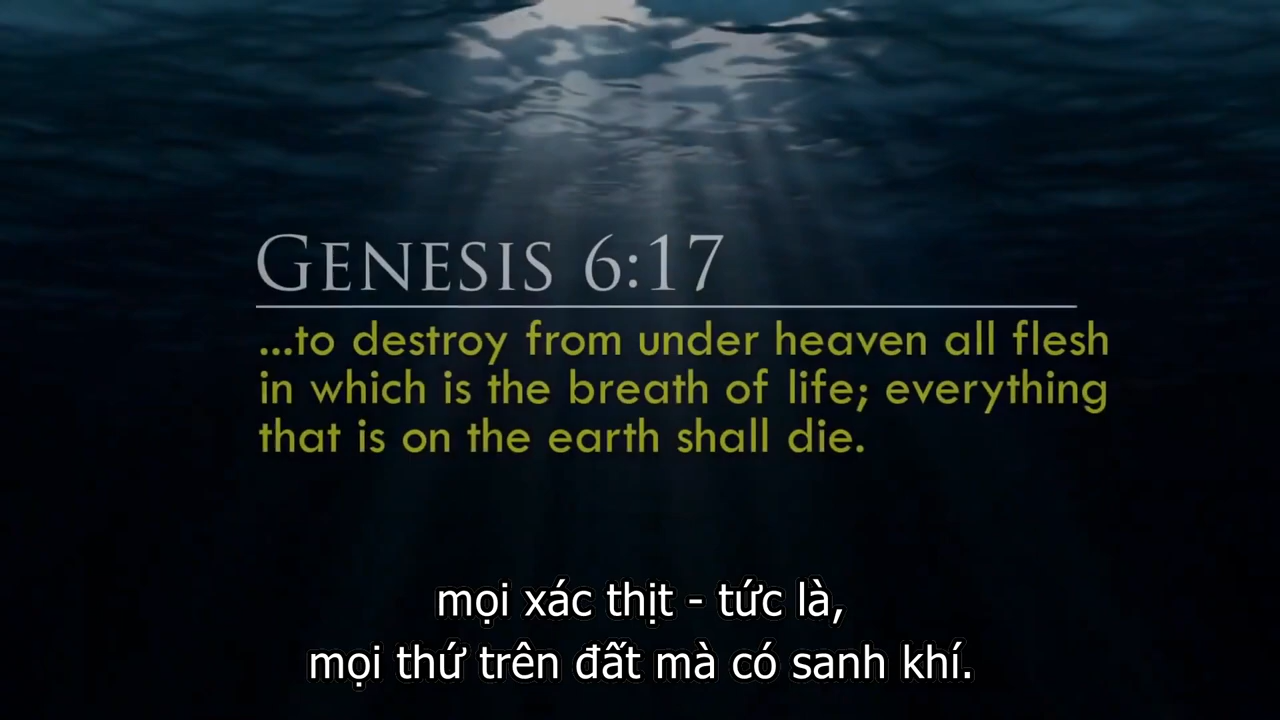 GENESIS 6:17
...to destroy from under heaven all flesh
in which is the breath of life; everything
that is on the earth shall die.
mọi xác thịt - tức là,
mọi thứ trên đất mà có sanh khí.